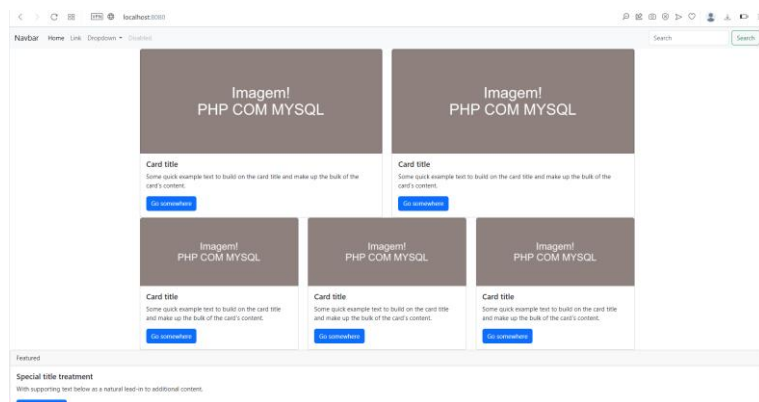 localhost:8080
Navbar Home Link Dropdown Disabled Search Search
Imagem!
PHP COM MYSQL
Card title
Some quick example text to build on the card title and make up the bulk of the
card's content.
Go somewhere
Imagem!
PHP COM MYSQL
Card title
Some quick example text to build on the card title and make up the bulk of the
card's content.
Go somewhere
Imagem!
PHP COM MYSQL
Card title
Some quick example text to build on the card title
and make up the bulk of the card's content.
Go somewhere
Imagem!
PHP COM MYSQL
Card title
Some quick example text to build on the card title
and make up the bulk of the card's content.
Go somewhere
Imagem!
PHP COM MYSQL
Card title
Some quick example text to build on the card title
and make up the bulk of the card's content.
Go somewhere
Featured
Special title treatment
With supporting text below as a natural lead-in to additional content.